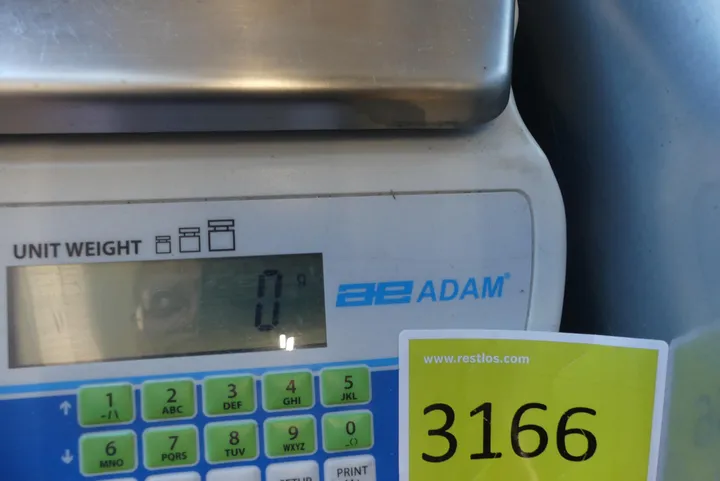 UNIT WEIGHT
0 g
ae ADAM®
www.restlos.com
3166
1 2 3 4 5
_/\ ABC DEF GHI JKL
6 7 8 9 0
MNO PQRS TUV WXYZ _()
PRINT